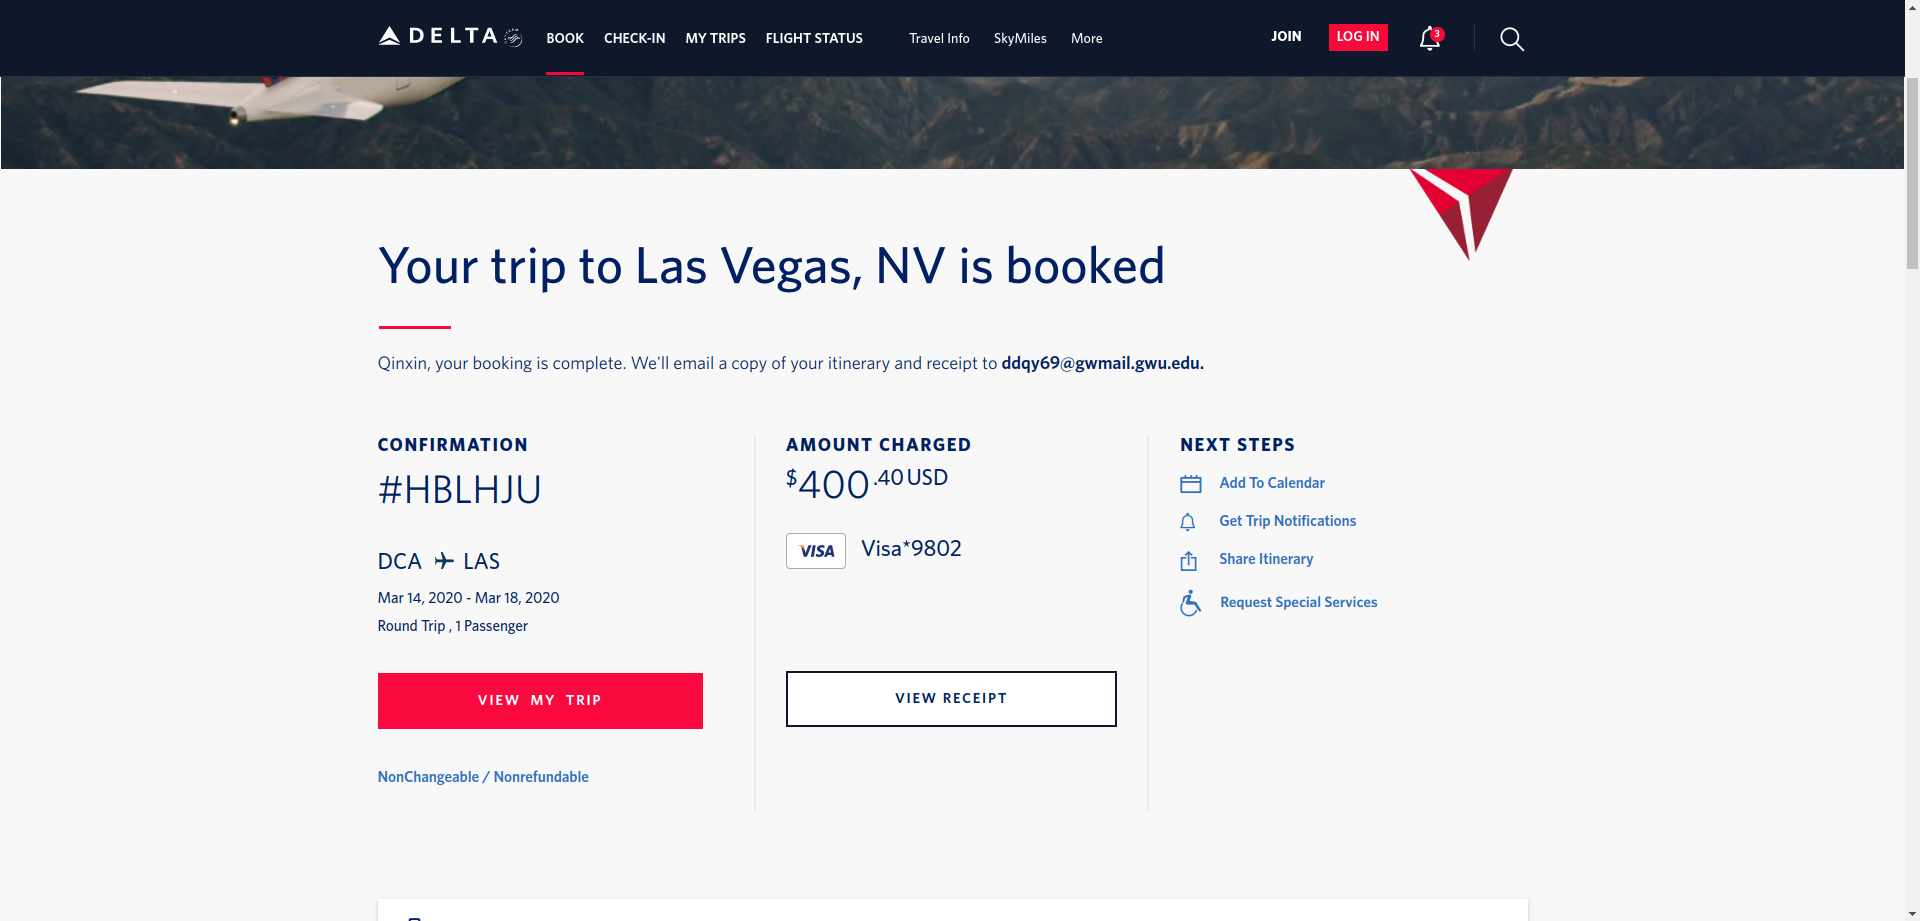 DELTA BOOK CHECK-IN MY TRIPS FLIGHT STATUS Travel Info SkyMiles More JOIN LOG IN 3
Your trip to Las Vegas, NV is booked
Qinxin, your booking is complete. We'll email a copy of your itinerary and receipt to ddqy69@gwmail.gwu.edu.
CONFIRMATION
#HBLHJU
DCA LAS
Mar 14, 2020 - Mar 18, 2020
Round Trip , 1 Passenger
VIEW MY TRIP
NonChangeable / Nonrefundable
AMOUNT CHARGED
$400.40 USD
VISA Visa*9802
VIEW RECEIPT
NEXT STEPS
Add To Calendar
Get Trip Notifications
Share Itinerary
Request Special Services